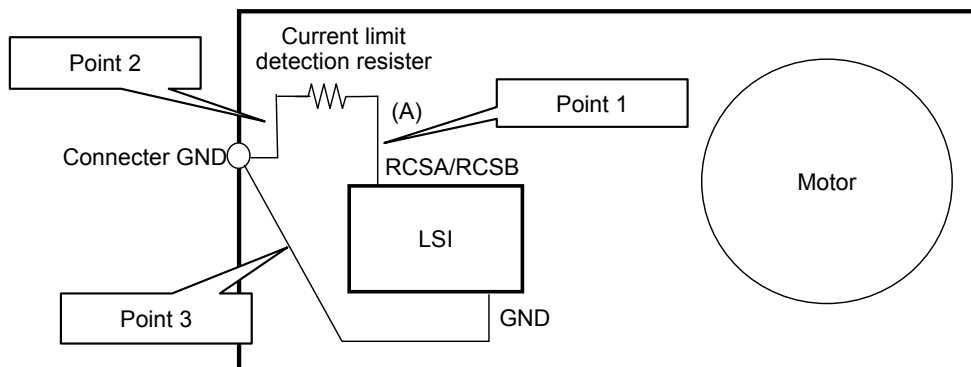 Current limit
detection resister
Point 2
(A)
Point 1
Connecter GND
RCSA/RCSB
Motor
LSI
Point 3
GND